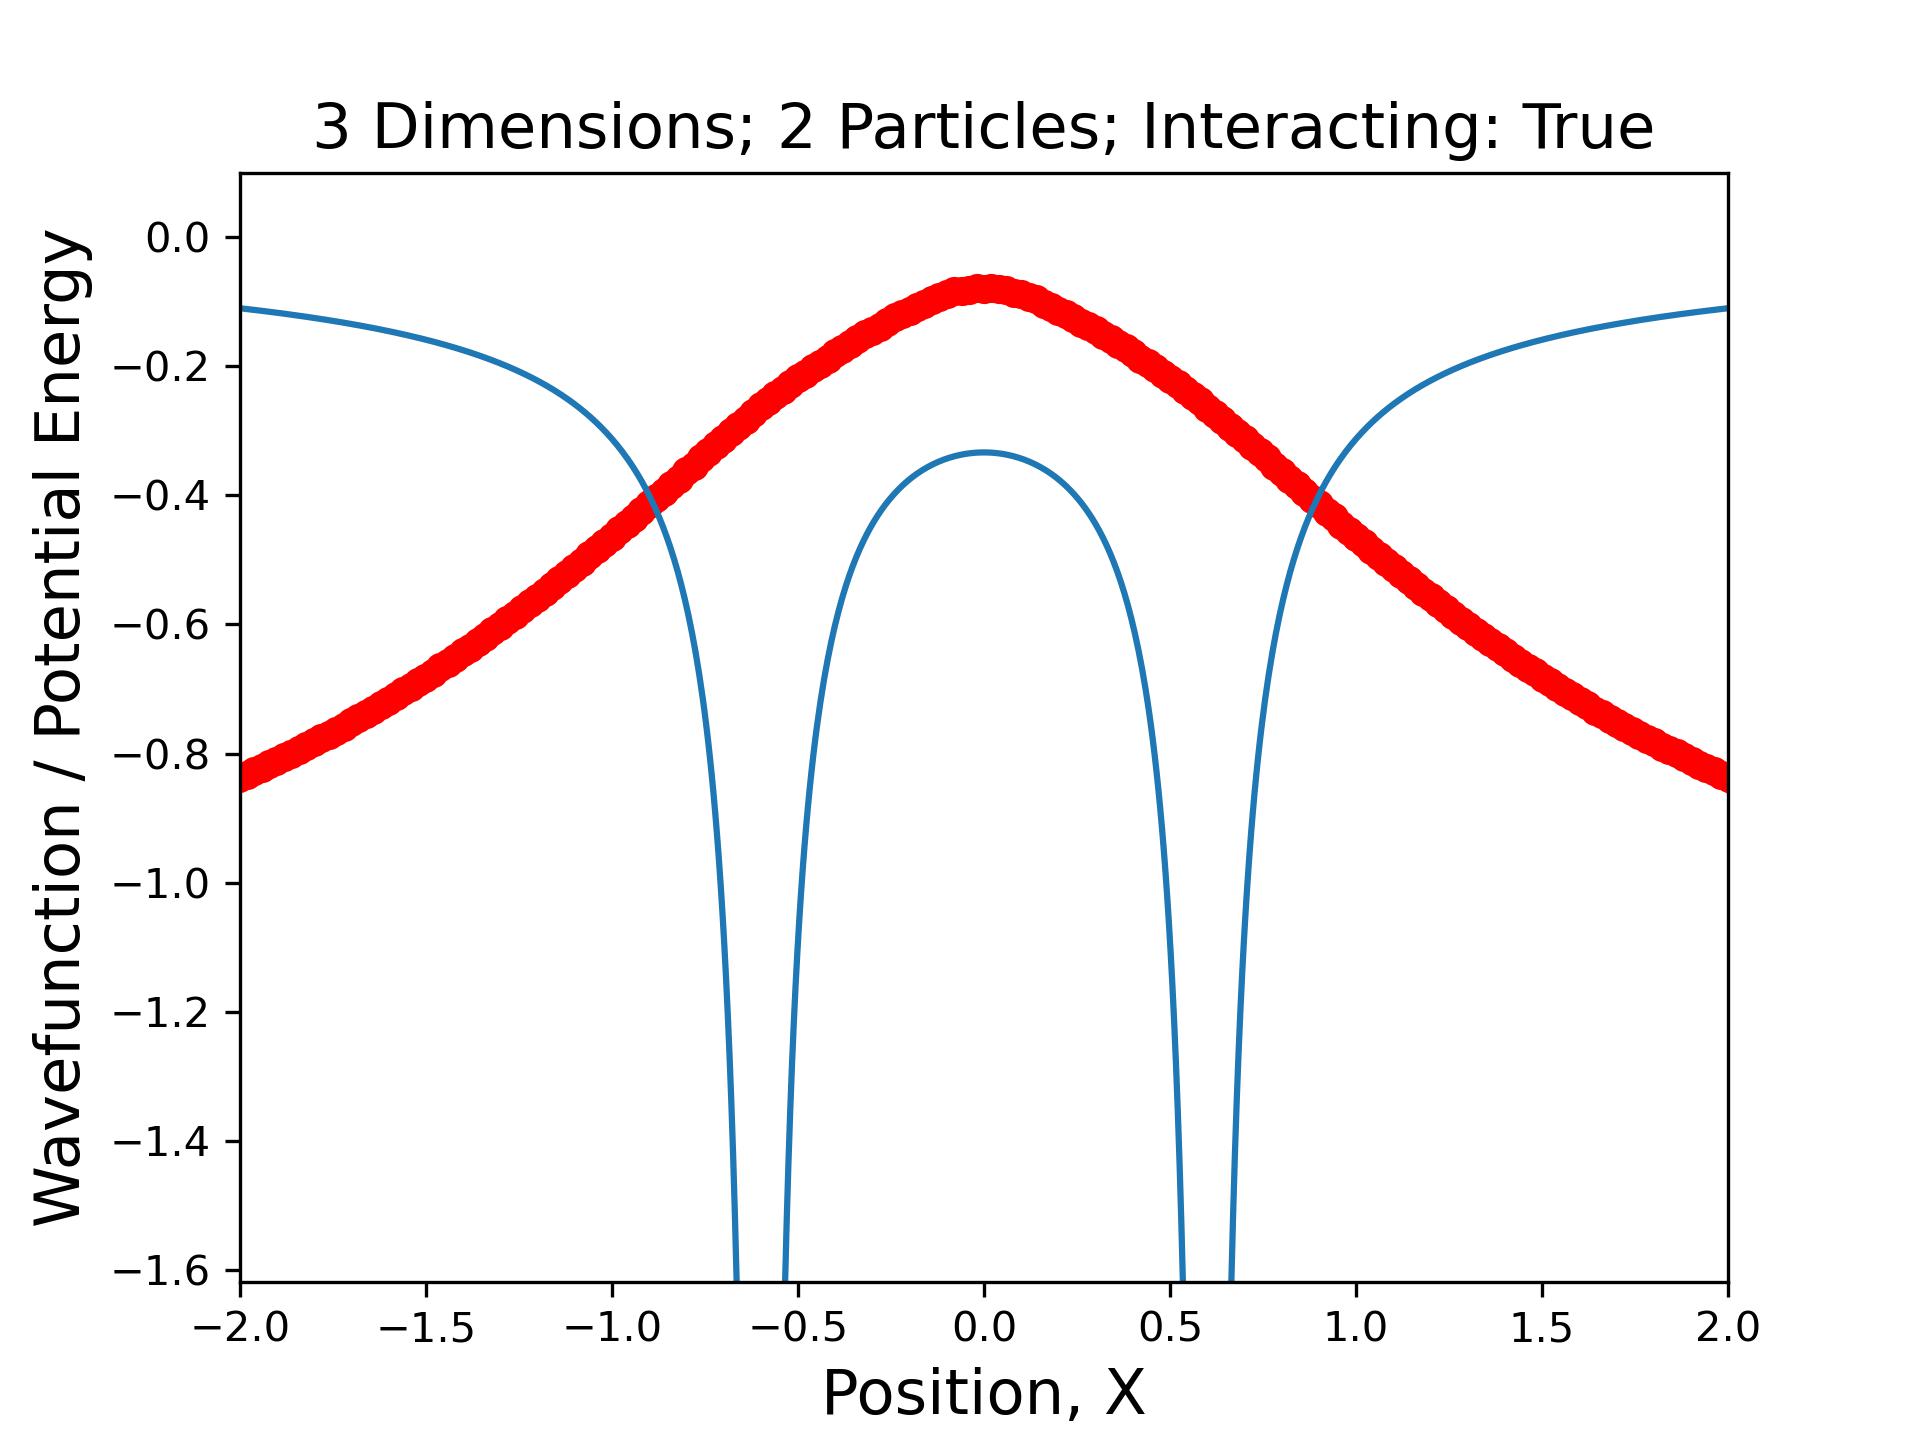 3 Dimensions; 2 Particles; Interacting: True
Wavefunction / Potential Energy
0.0
−0.2
−0.4
−0.6
−0.8
−1.0
−1.2
−1.4
−1.6
−2.0 −1.5 −1.0 −0.5 0.0 0.5 1.0 1.5 2.0
Position, X